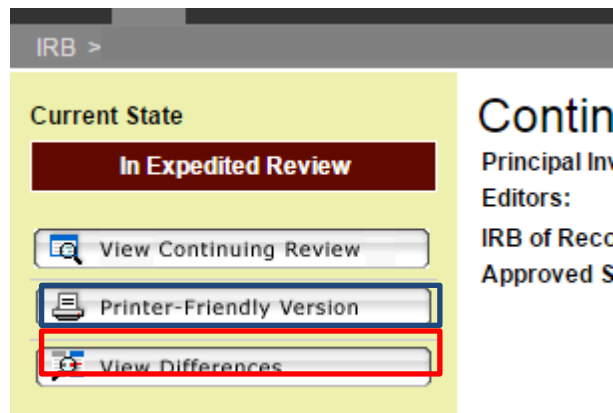 IRB >
Current State
In Expedited Review
View Continuing Review
Printer-Friendly Version
View Differences
Contin
Principal Inv
Editors:
IRB of Reco
Approved S